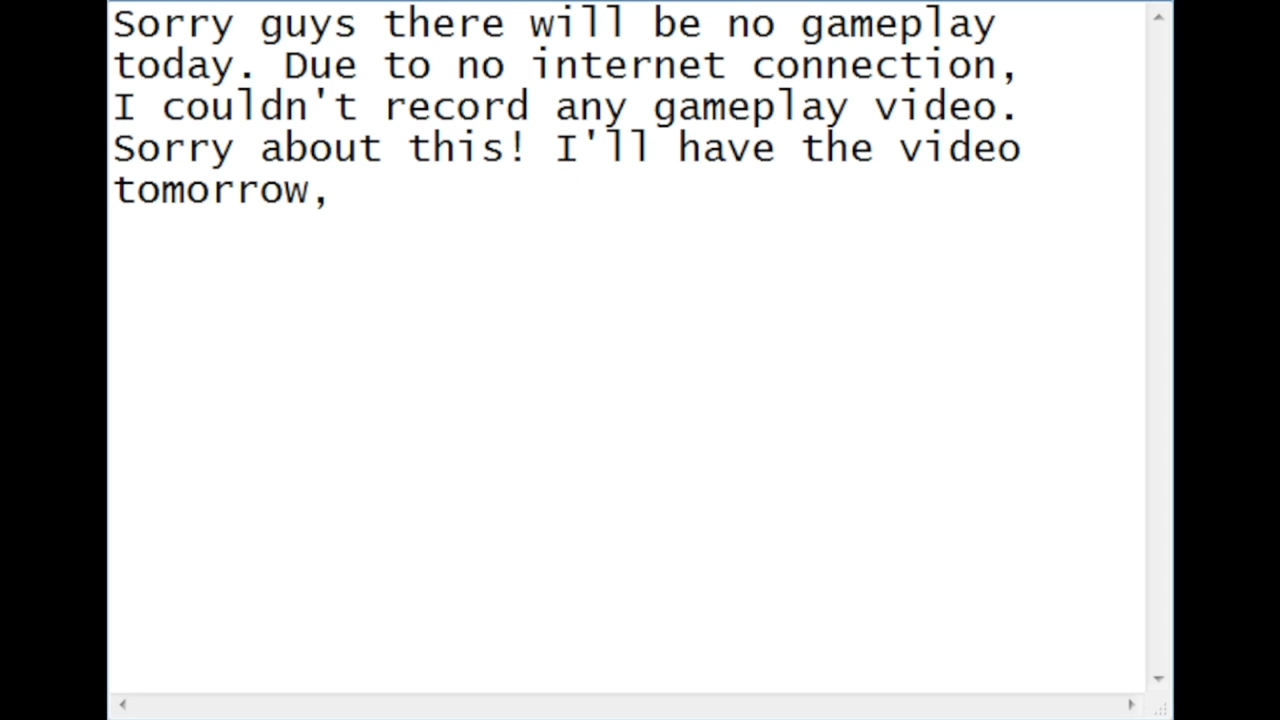 Sorry guys there will be no gameplay
today. Due to no internet connection,
I couldn't record any gameplay video.
Sorry about this! I'll have the video
tomorrow,